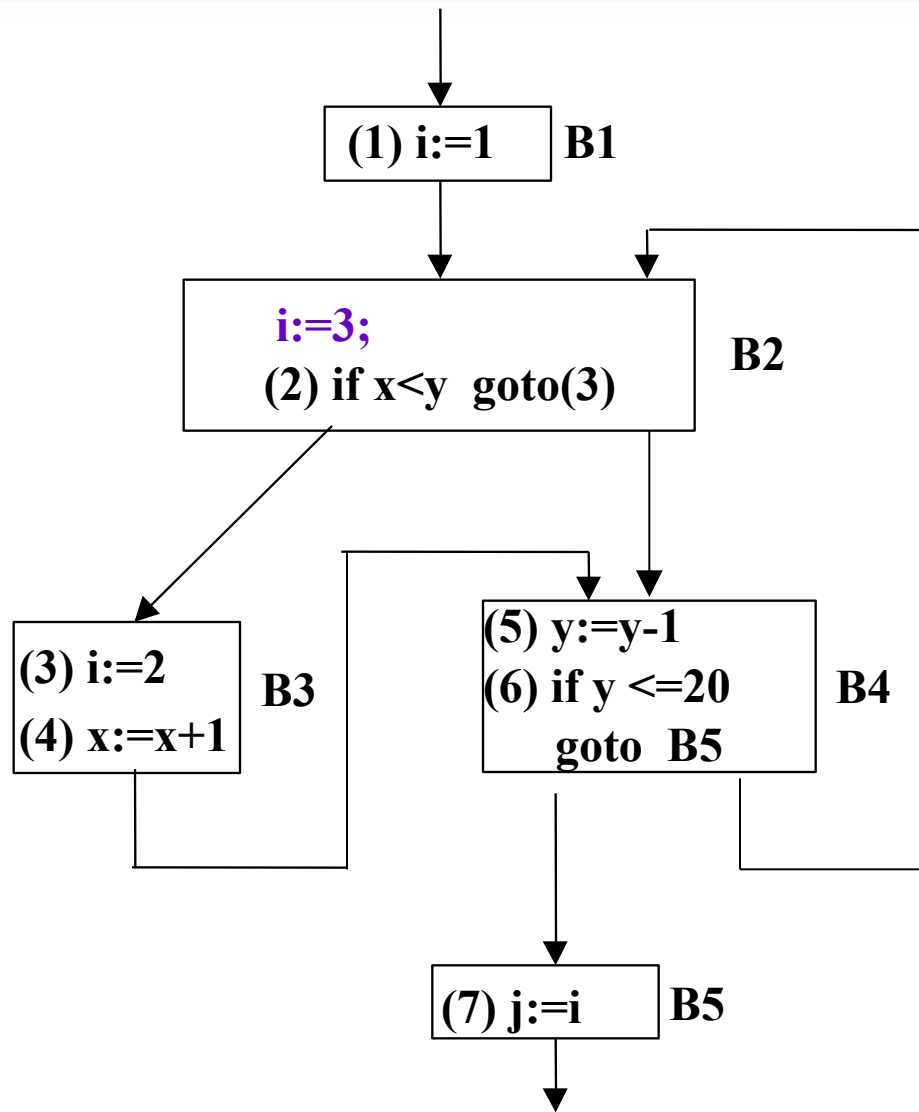 (1) i:=1
B1
i:=3;
(2) if x<y goto(3)
B2
(3) i:=2
(4) x:=x+1
B3
(5) y:=y-1
(6) if y <=20
goto B5
B4
(7) j:=i
B5